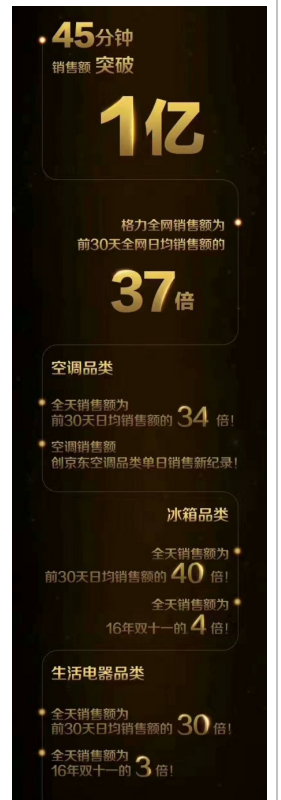 45分钟
销售额 突破
1亿
格力全网销售额为
前30天全网日均销售额的
37倍
空调品类
全天销售额为
前30天日均销售额的 34 倍!
空调销售额
创京东空调品类单日销售新纪录!
冰箱品类
全天销售额为
前30天日均销售额的 40 倍!
全天销售额为
16年双十一的 4 倍!
生活电器品类
全天销售额为
前30天日均销售额的 30 倍!
全天销售额为
16年双十一的 3 倍!